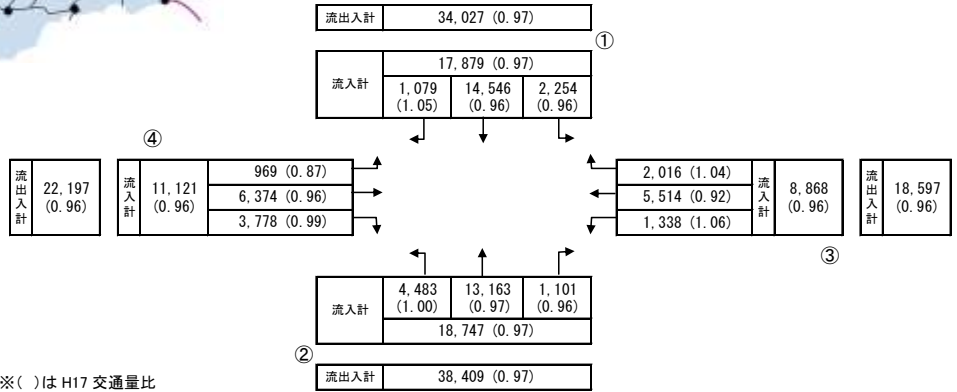 流出入計 34,027 (0.97)
①
流入計 17,879 (0.97)
1,079 14,546 2,254
(1.05) (0.96) (0.96)
④
流出入計 22,197 (0.96)
流入計 11,121 (0.96)
969 (0.87)
6,374 (0.96)
3,778 (0.99)
2,016 (1.04)
5,514 (0.92)
1,338 (1.06)
流入計 8,868 (0.96)
流出入計 18,597 (0.96)
③
流入計
4,483 13,163 1,101
(1.00) (0.97) (0.96)
18,747 (0.97)
②
流出入計 38,409 (0.97)
※( )は H17 交通量比